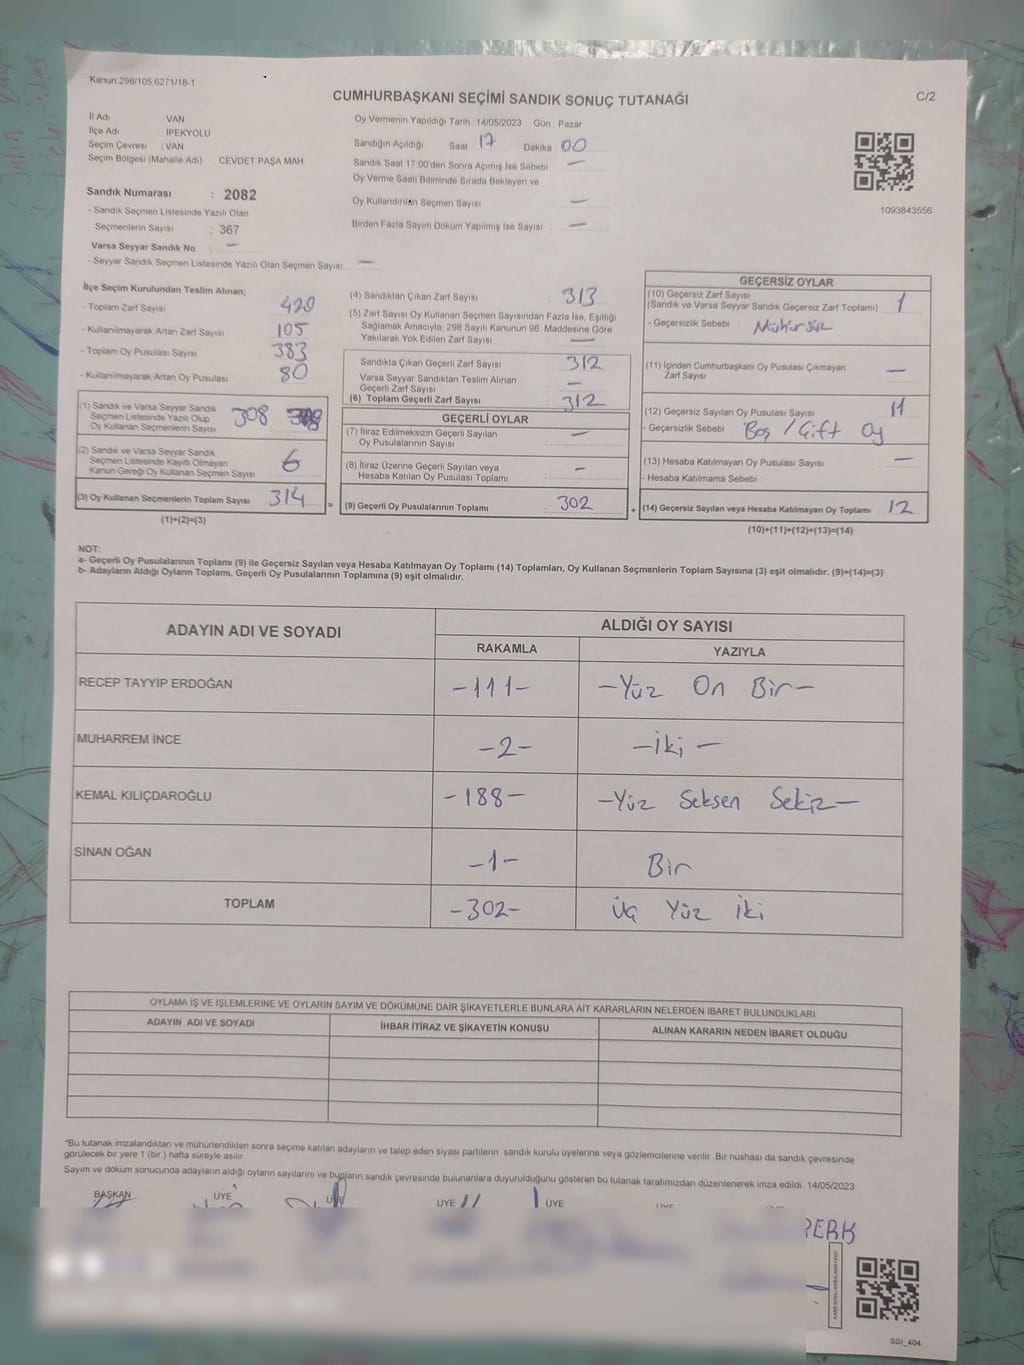 Kanun:298/105;6271/18-1
CUMHURBAŞKANI SEÇİMİ SANDIK SONUÇ TUTANAĞI
C/2
İl Adı VAN
İlçe Adı İPEKYOLU
Seçim Çevresi : VAN
Seçim Bölgesi (Mahalle Adı) CEVDET PAŞA MAH.
Oy Vermenin Yapıldığı Tarih : 14/05/2023 Gün : Pazar
Sandığın Açıldığı Saat : 17 Dakika : 00
Sandık Saat 17:00'den Sonra Açımış İse Sebebi : —
Oy Verme Saati Bitiminde Sırada Bekleyen ve
Oy Kullandırılan Seçmen Sayısı : —
Birden Fazla Sayım Döküm Yapılmış İse Sayısı : —
1093843556
Sandık Numarası : 2082
- Sandık Seçmen Listesinde Yazılı Olan
Seçmenlerin Sayısı : 367
Varsa Seyyar Sandık No : —
- Seyyar Sandık Seçmen Listesinde Yazılı Olan Seçmen Sayısı: —
İlçe Seçim Kurulundan Teslim Alınan;
- Toplam Zarf Sayısı 420
- Kullanılmayarak Artan Zarf Sayısı 105
- Toplam Oy Pusulası Sayısı 383
- Kullanılmayarak Artan Oy Pusulası 80
(1) Sandık ve Varsa Seyyar Sandık
Seçmen Listesinde Yazılı Olup
Oy Kullanan Seçmenlerin Sayısı 308
(2) Sandık ve Varsa Seyyar Sandık
Seçmen Listesinde Kayıtlı Olmayan
Kanun Gereği Oy Kullanan Seçmen Sayısı 6
(3) Oy Kullanan Seçmenlerin Toplam Sayısı 314
(1)+(2)=(3)
(4) Sandıktan Çıkan Zarf Sayısı : 313
(5) Zarf Sayısı Oy Kullanan Seçmen Sayısından Fazla İse, Eşitliği
Sağlamak Amacıyla; 298 Sayılı Kanunun 98. Maddesine Göre
Yakılarak Yok Edilen Zarf Sayısı : —
Sandıkta Çıkan Geçerli Zarf Sayısı : 312
Varsa Seyyar Sandıktan Teslim Alınan
Geçerli Zarf Sayısı : —
(6) Toplam Geçerli Zarf Sayısı : 312
GEÇERLİ OYLAR
(7) İtiraz Edilmeksizin Geçerli Sayılan
Oy Pusulalarının Sayısı : —
(8) İtiraz Üzerine Geçerli Sayılan veya
Hesaba Katılan Oy Pusulası Toplamı : —
= (9) Geçerli Oy Pusulalarının Toplamı : 302
GEÇERSİZ OYLAR
(10) Geçersiz Zarf Sayısı
(Sandık ve Varsa Seyyar Sandık Geçersiz Zarf Toplamı) : 1
- Geçersizlik Sebebi : Mühürsüz
(11) İçinden Cumhurbaşkanı Oy Pusulası Çıkmayan
Zarf Sayısı : —
(12) Geçersiz Sayılan Oy Pusulası Sayısı : 11
- Geçersizlik Sebebi : Boş / Çift Oy
(13) Hesaba Katılmayan Oy Pusulası Sayısı : —
- Hesaba Katılmama Sebebi :
+ (14) Geçersiz Sayılan veya Hesaba Katılmayan Oy Toplamı : 12
(10)+(11)+(12)+(13)=(14)
NOT:
a- Geçerli Oy Pusulalarının Toplamı (9) ile Geçersiz Sayılan veya Hesaba Katılmayan Oy Toplamı (14) Toplamları, Oy Kullanan Seçmenlerin Toplam Sayısına (3) eşit olmalıdır. (9)+(14)=(3)
b- Adayların Aldığı Oyların Toplamı, Geçerli Oy Pusulalarının Toplamına (9) eşit olmalıdır.
ADAYIN ADI VE SOYADI
ALDIĞI OY SAYISI
RAKAMLA YAZIYLA
RECEP TAYYİP ERDOĞAN -111- -Yüz On Bir-
MUHARREM İNCE -2- -İki-
KEMAL KILIÇDAROĞLU -188- -Yüz Seksen Sekiz-
SİNAN OĞAN -1- Bir
TOPLAM -302- Üç Yüz İki
OYLAMA İŞ VE İŞLEMLERİNE VE OYLARIN SAYIM VE DÖKÜMÜNE DAİR ŞİKAYETLERLE BUNLARA AİT KARARLARIN NELERDEN İBARET BULUNDUKLARI
ADAYIN ADI VE SOYADI İHBAR İTİRAZ VE ŞİKAYETİN KONUSU ALINAN KARARIN NEDEN İBARET OLDUĞU
*Bu tutanak imzalandıktan ve mühürlendikten sonra seçime katılan adayların ve talep eden siyasi partilerin sandık kurulu üyelerine veya gözlemcilerine verilir. Bir nüshası da sandık çevresinde
görülecek bir yere 1 (bir) hafta süreyle asılır.
Sayım ve döküm sonucunda adayların aldığı oyların sayılarını ve bunların sandık çevresinde bulunanlara duyurulduğunu gösteren bu tutanak tarafımızdan düzenlenerek imza edildi. 14/05/2023
BAŞKAN ÜYE ÜYE ÜYE ÜYE
SSI_404